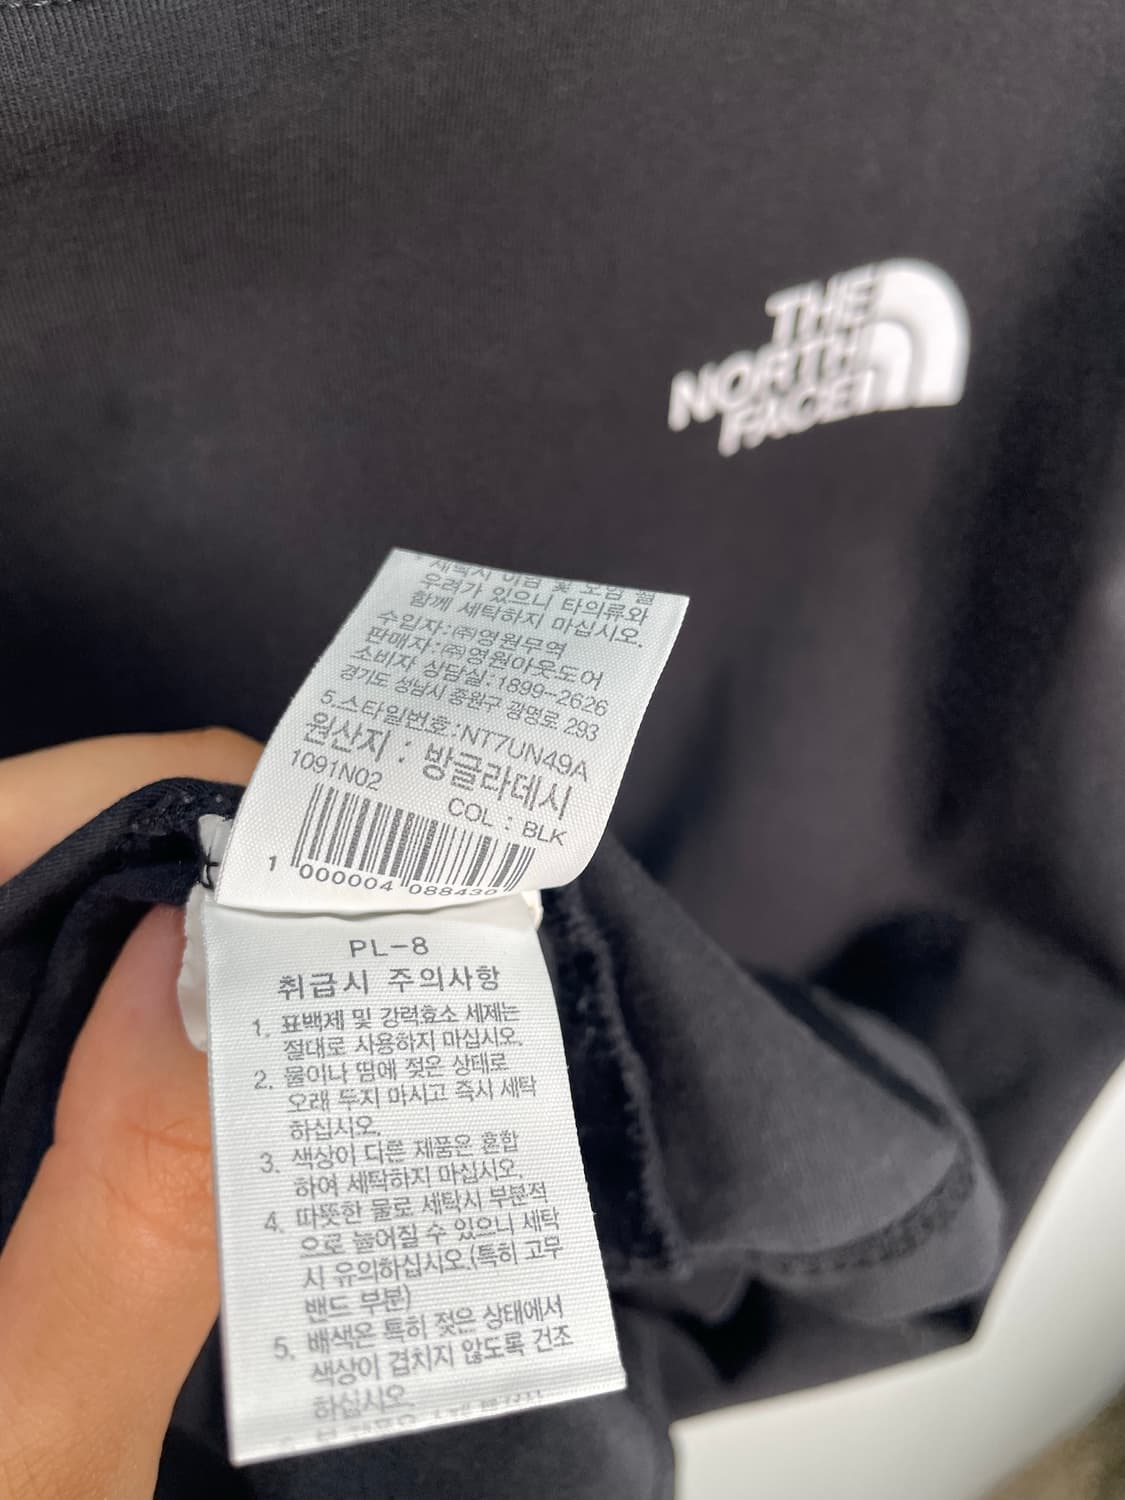 THE
NORTH
FACE
우려가 있으니 타의류와
함께 세탁하지 마십시오.
수입자:㈜영원무역
판매자:㈜영원아웃도어
소비자 상담실:1899-2626
경기도 성남시 중원구 광명로 293
5.스타일번호:NT7UN49A
원산지 : 방글라데시
1091N02
COL : BLK
1 000004 088430
PL-8
취급시 주의사항
1. 표백제 및 강력효소 세제는
절대로 사용하지 마십시오.
2. 물이나 땀에 젖은 상태로
오래 두지 마시고 즉시 세탁
하십시오.
3. 색상이 다른 제품은 혼합
하여 세탁하지 마십시오.
4. 따뜻한 물로 세탁시 부분적
으로 늘어질 수 있으니 세탁
시 유의하십시오.(특히 고무
밴드 부분)
5. 배색은 특히 젖은 상태에서
색상이 겹치지 않도록 건조
하십시오.